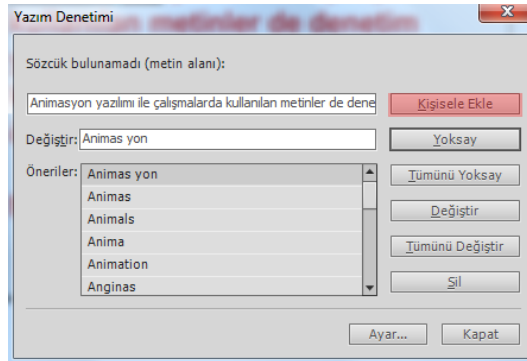 Yazım Denetimi
Sözcük bulunamadı (metin alanı):
Animasyon yazılımı ile çalışmalarda kullanılan metinler de dene
Kişisele Ekle
Değiştir: Animas yon
Yoksay
Öneriler:
Animas yon
Animas
Animals
Anima
Animation
Anginas
Tümünü Yoksay
Değiştir
Tümünü Değiştir
Sil
Ayar...
Kapat